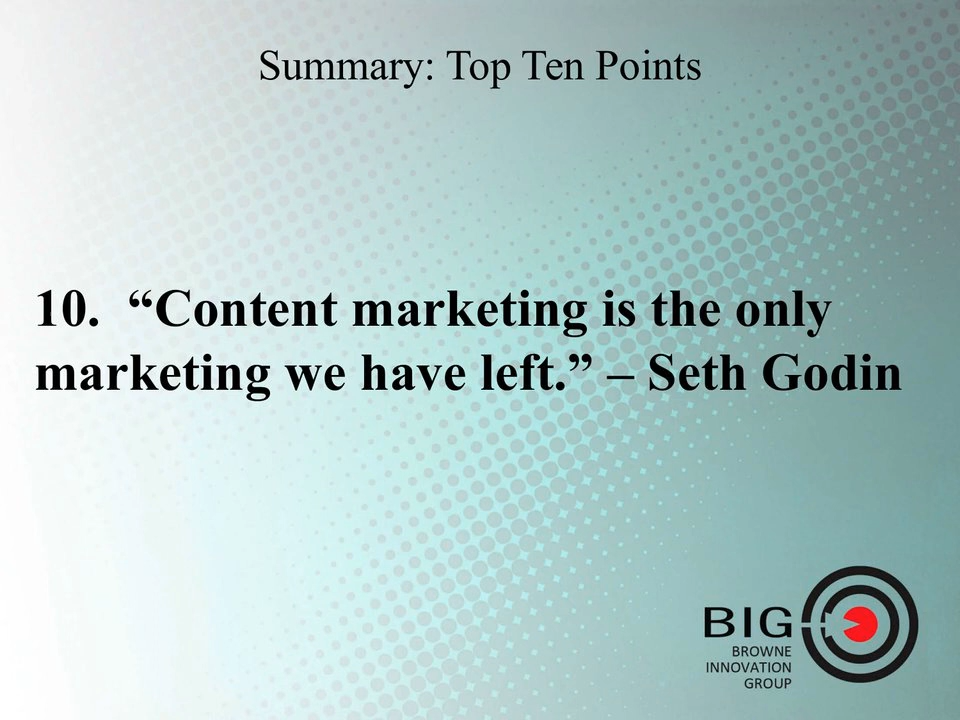 Summary: Top Ten Points
10. “Content marketing is the only
marketing we have left.” – Seth Godin
BIG
BROWNE
INNOVATION
GROUP